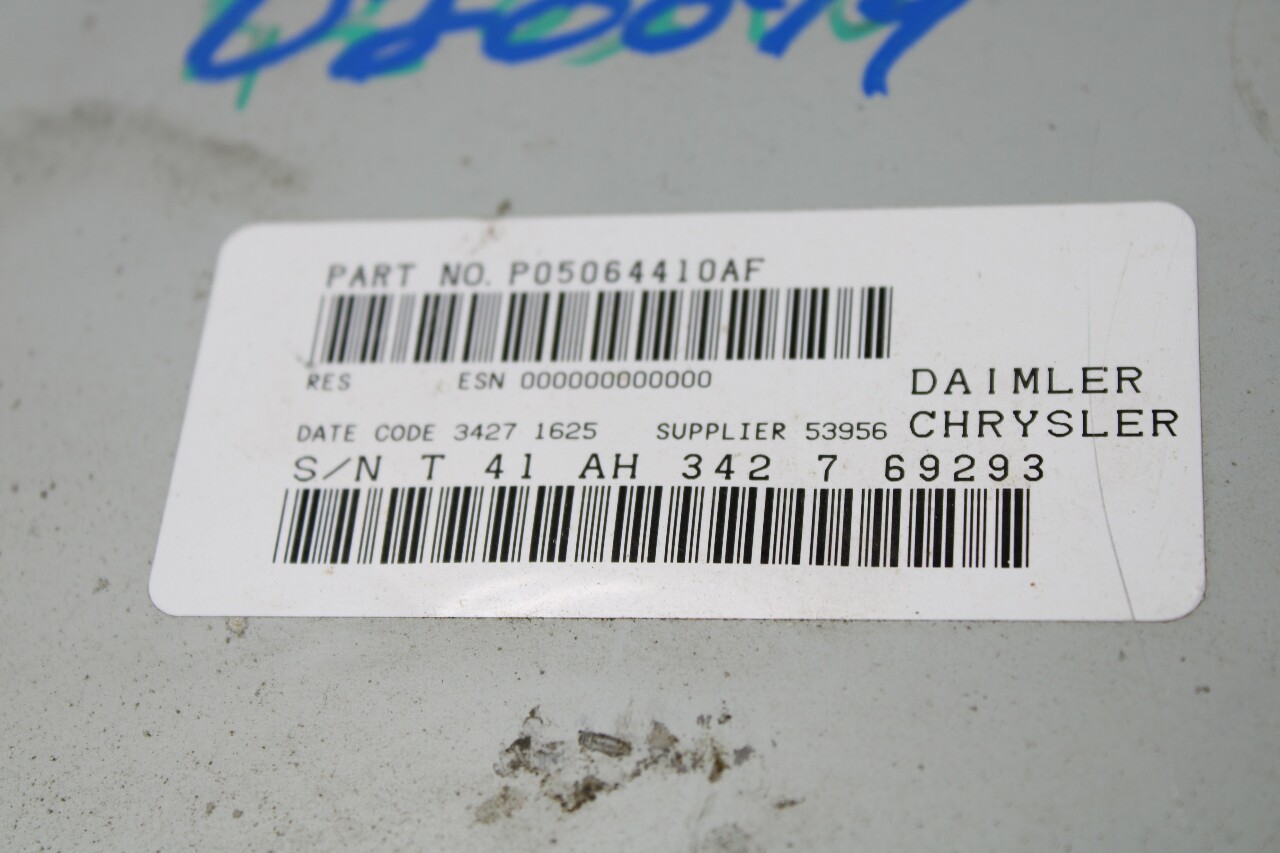 PART NO. P05064410AF
RES ESN 000000000000
DAIMLER
CHRYSLER
DATE CODE 3427 1625 SUPPLIER 53956
S/N T 41 AH 342 7 69293